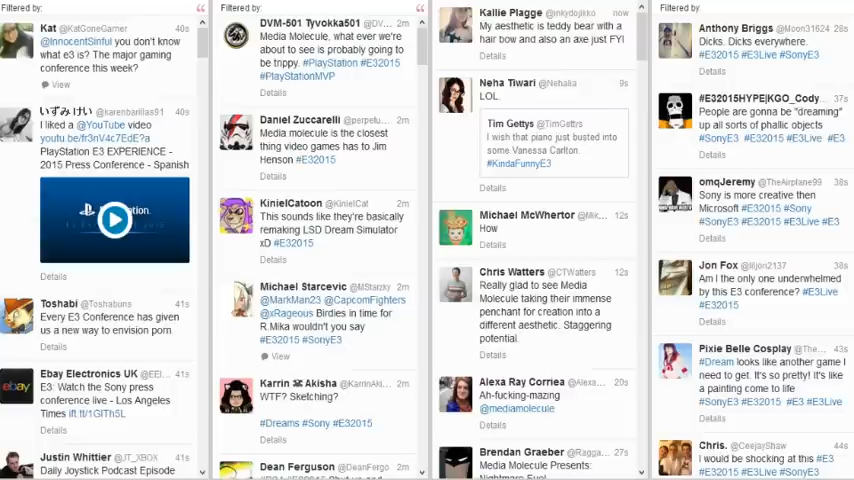 Filtered by:
Kat @KatGoneGamer 40s
@InnocentSinful you don't know
what e3 is? The major gaming
conference this week?
View
いずみ けい @karenbarillas91 40s
I liked a @YouTube video
youtu.be/fr3nV4c7EdE?a
PlayStation E3 EXPERIENCE -
2015 Press Conference - Spanish
Details
Toshabi @Toshabuns 41s
Every E3 Conference has given
us a new way to envision porn
Details
Ebay Electronics UK @EEl... 41s
E3: Watch the Sony press
conference live - Los Angeles
Times ift.tt/1GITh5L
Details
Justin Whittier @JT_XBOX 41s
Daily Joystick Podcast Episode
Filtered by:
DVM-501 Tyvokka501 @DV... 2m
Media Molecule, what ever we're
about to see is probably going to
be trippy. #PlayStation #E32015
#PlayStationMVP
Details
Daniel Zuccarelli @perpetu... 2m
Media molecule is the closest
thing video games has to Jim
Henson #E32015
Details
KinielCatoon @KinielCat 2m
This sounds like they're basically
remaking LSD Dream Simulator
xD #E32015
Details
Michael Starcevic @MStarzky 2m
@MarkMan23 @CapcomFighters
@xRageous Birdies in time for
R.Mika wouldn't you say
#E32015 #SonyE3
View
Karrin ☠ Akisha @KarrinAki... 2m
WTF? Sketching?
#Dreams #Sony #E32015
Details
Dean Ferguson @DeanFergo 2m
Kallie Plagge @inkydojikko now
My aesthetic is teddy bear with a
hair bow and also an axe just FYI
Details
Neha Tiwari @Nehalia 9s
LOL.
Tim Gettys @TimGettys
I wish that piano just busted into
some Vanessa Carlton.
#KindaFunnyE3
Details
Michael McWhertor @Mik... 12s
How
Details
Chris Watters @CTWatters 12s
Really glad to see Media
Molecule taking their immense
penchant for creation into a
different aesthetic. Staggering
potential.
Details
Alexa Ray Corriea @Alexa... 20s
Ah-fucking-mazing
@mediamolecule
Details
Brendan Graeber @Ragga... 27s
Media Molecule Presents:
Nightmare Fuel
Filtered by:
Anthony Briggs @Moon31624 28s
Dicks. Dicks everywhere.
#E32015 #E3Live #SonyE3
Details
#E32015HYPE|KGO_Cody... 37s
People are gonna be "dreaming"
up all sorts of phallic objects
#SonyE3 #E32015 #E3Live #E3
Details
omqJeremy @TheAirplane99 38s
Sony is more creative then
Microsoft #E32015 #Sony
#SonyE3 #E32015 #E3Live #E3
Details
Jon Fox @lifjon2137 38s
Am I the only one underwhelmed
by this E3 conference? #E3Live
#E32015
Details
Pixie Belle Cosplay @The... 43s
#Dream looks like another game I
need to get. It's so pretty! It's like
a painting come to life
#SonyE3 #E32015 #E3 #E3Live
Details
Chris. @CeejayShaw 44s
I would be shocking at this #E3
#E32015 #E3Live #SonyE3